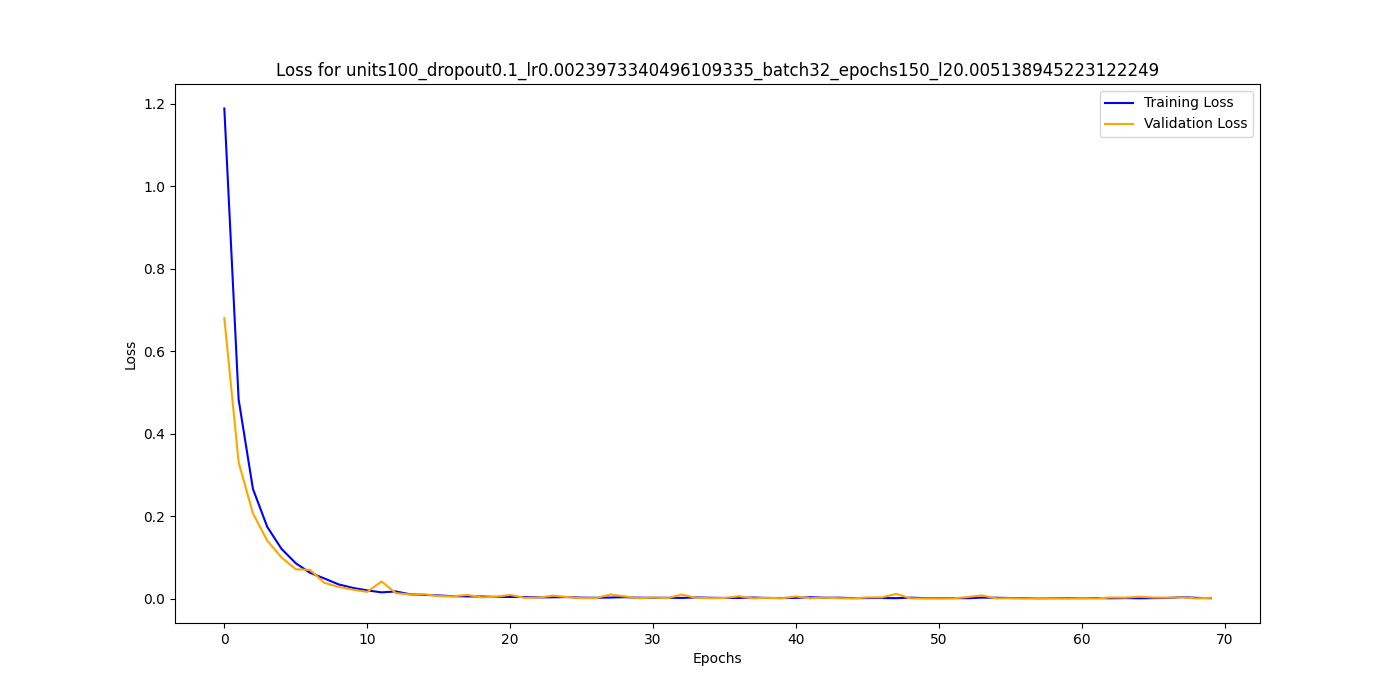 Loss for units100_dropout0.1_lr0.0023973340496109335_batch32_epochs150_l20.005138945223122249
Training Loss
Validation Loss
1.2
1.0
0.8
0.6
0.4
0.2
0.0
Loss
0 10 20 30 40 50 60 70
Epochs